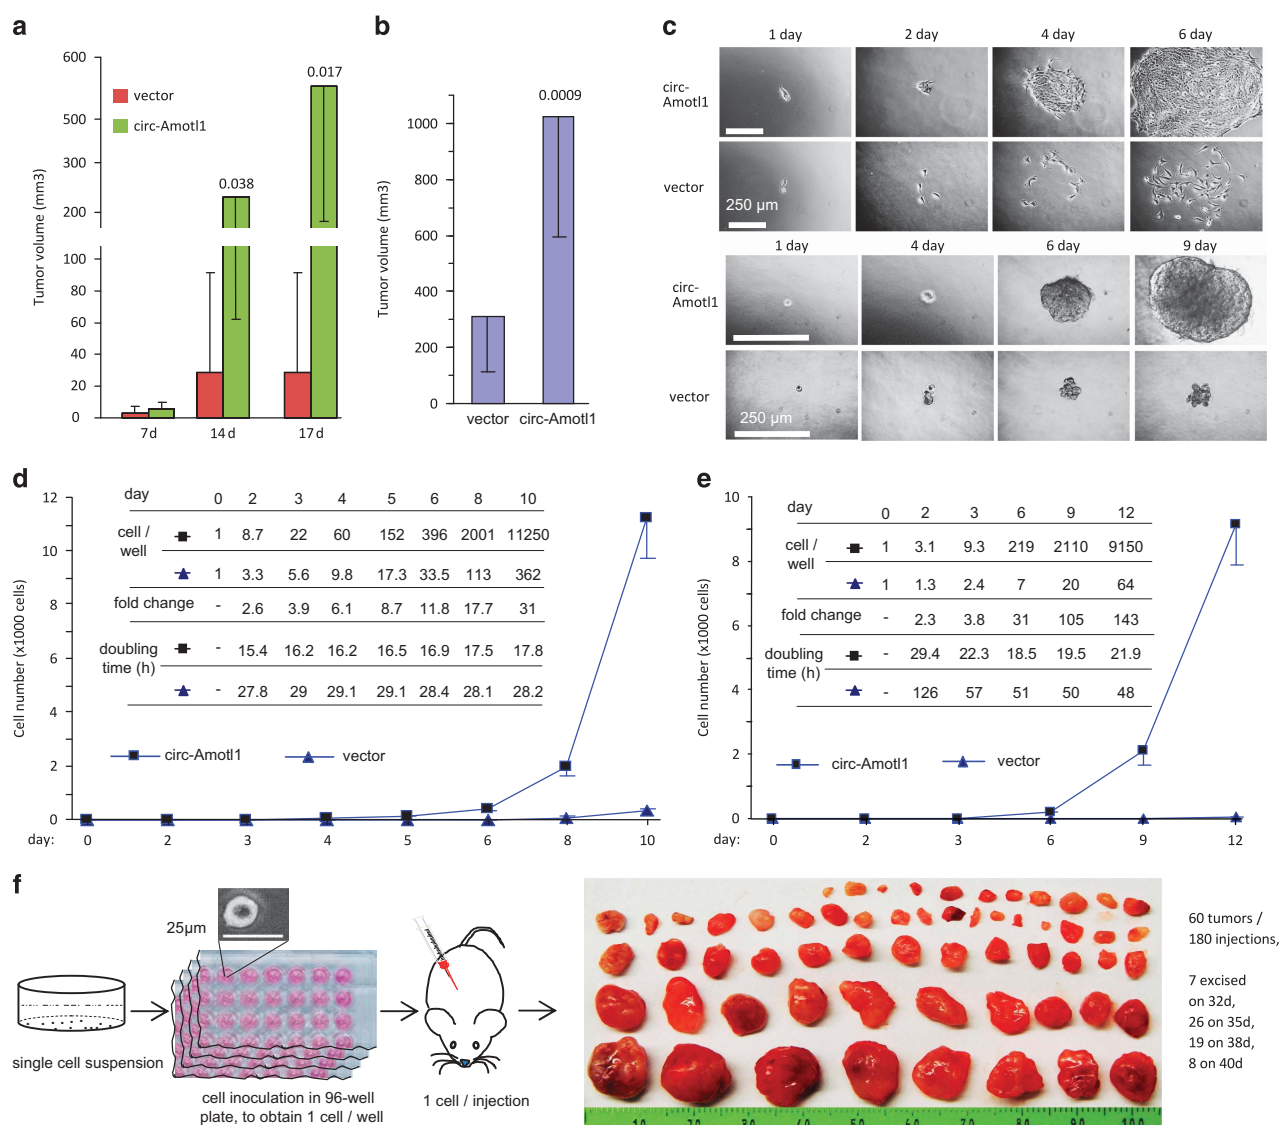 a
600
500
300
200
100
80
60
40
20
0
Tumor volume (mm3)
vector
circ-Amotl1
0.038
0.017
7d
14d
17d
b
1000
800
600
400
200
0
Tumor volume (mm3)
0.0009
vector circ-Amotl1
c
1 day 2 day 4 day 6 day
circ-
Amotl1
vector
250 µm
1 day 4 day 6 day 9 day
circ-
Amotl1
vector
250 µm
d
12
10
8
6
4
2
0
Cell number (x1000 cells)
day 0 2 3 4 5 6 8 10
cell /
well
1 8.7 22 60 152 396 2001 11250
1 3.3 5.6 9.8 17.3 33.5 113 362
fold change - 2.6 3.9 6.1 8.7 11.8 17.7 31
doubling
time (h)
- 15.4 16.2 16.2 16.5 16.9 17.5 17.8
- 27.8 29 29.1 29.1 28.4 28.1 28.2
circ-Amotl1 vector
day: 0 2 3 4 5 6 8 10
e
10
8
6
4
2
0
Cell number (x1000 cells)
day 0 2 3 6 9 12
cell /
well
1 3.1 9.3 219 2110 9150
1 1.3 2.4 7 20 64
fold change - 2.3 3.8 31 105 143
doubling
time (h)
- 29.4 22.3 18.5 19.5 21.9
- 126 57 51 50 48
circ-Amotl1 vector
day: 0 2 3 6 9 12
f
25µm
single cell suspension
cell inoculation in 96-well
plate, to obtain 1 cell / well
1 cell / injection
60 tumors /
180 injections,
7 excised
on 32d,
26 on 35d,
19 on 38d,
8 on 40d
10 20 30 40 50 60 70 80 90 100